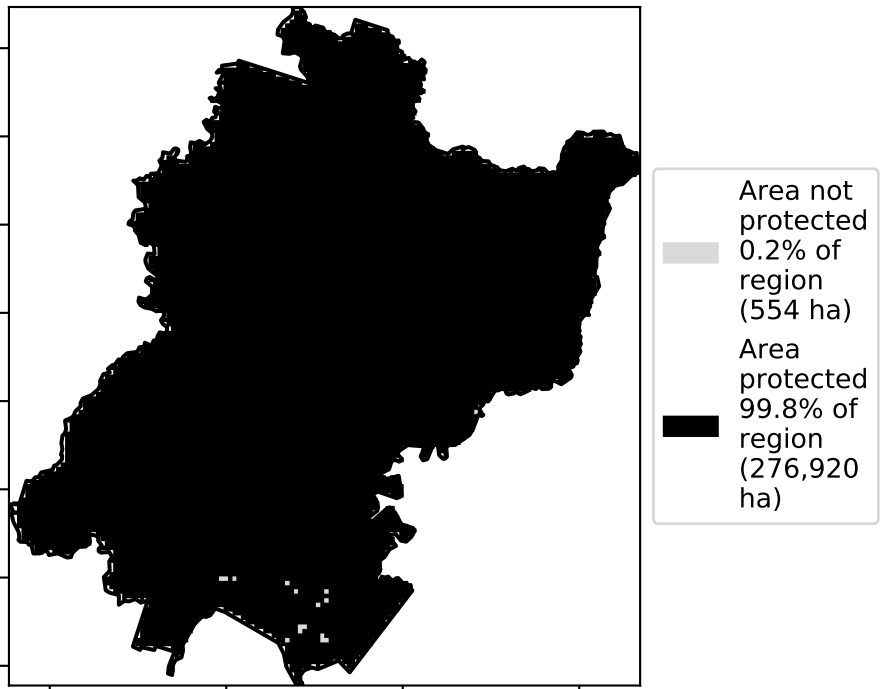 Area not
protected
0.2% of
region
(554 ha)
Area
protected
99.8% of
region
(276,920
ha)